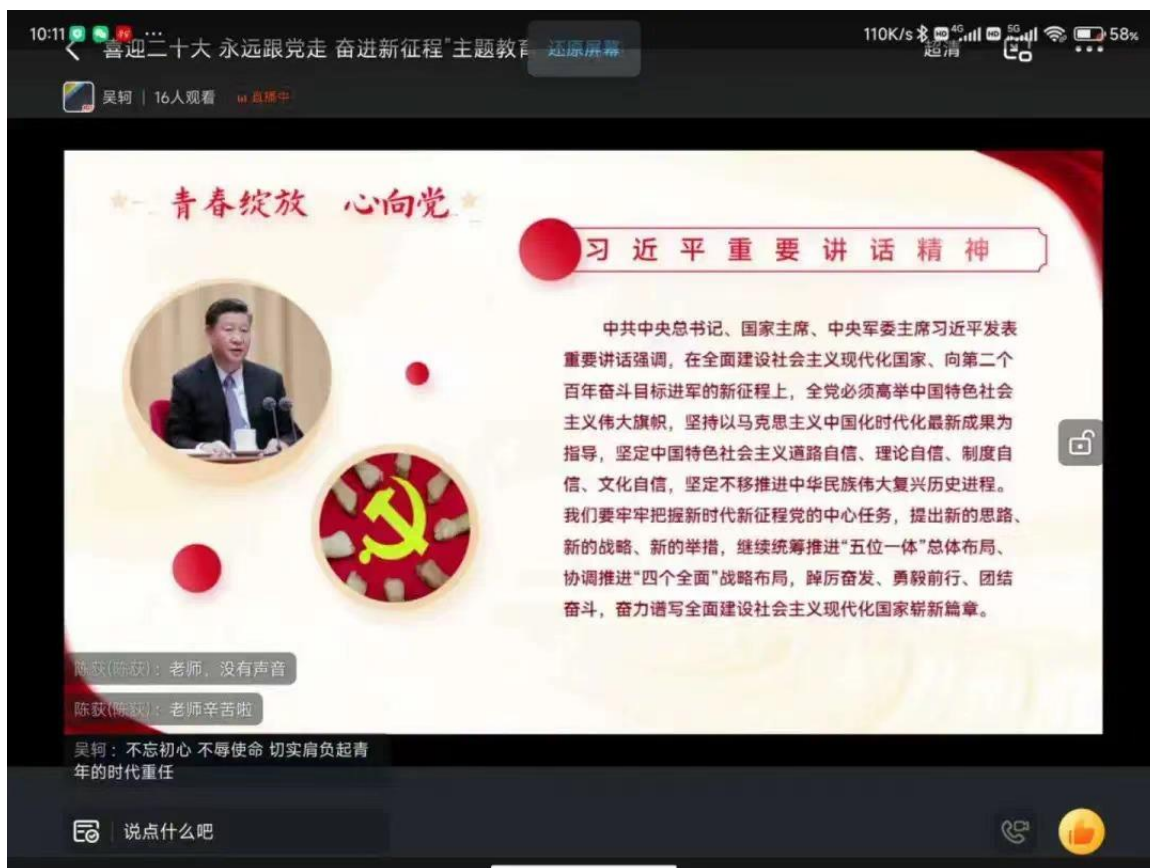 10:11 ... 110K/s HD 4G HD 5G 58%
“喜迎二十大 永远跟党走 奋进新征程”主题教育 还原屏幕 超清
吴轲 | 16人观看 直播中
青春绽放 心向党
习近平重要讲话精神
中共中央总书记、国家主席、中央军委主席习近平发表
重要讲话强调，在全面建设社会主义现代化国家、向第二个
百年奋斗目标进军的新征程上，全党必须高举中国特色社会
主义伟大旗帜，坚持以马克思主义中国化时代化最新成果为
指导，坚定中国特色社会主义道路自信、理论自信、制度自
信、文化自信，坚定不移推进中华民族伟大复兴历史进程。
我们要牢牢把握新时代新征程党的中心任务，提出新的思路、
新的战略、新的举措，继续统筹推进“五位一体”总体布局、
协调推进“四个全面”战略布局，踔厉奋发、勇毅前行、团结
奋斗，奋力谱写全面建设社会主义现代化国家崭新篇章。
陈荻(陈荻)：老师，没有声音
陈荻(陈荻)：老师辛苦啦
吴轲：不忘初心 不辱使命 切实肩负起青
年的时代重任
说点什么吧